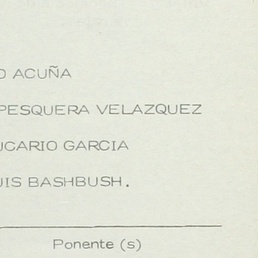 ACUÑA
PESQUERA VELAZQUEZ
UCARIO GARCIA
UIS BASHBUSH.
Ponente (s)